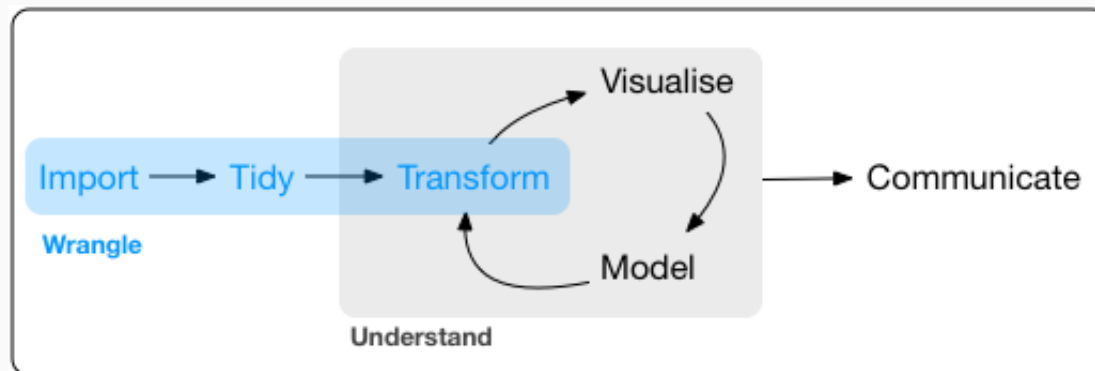 Visualise
Import Tidy Transform Communicate
Wrangle
Model
Understand